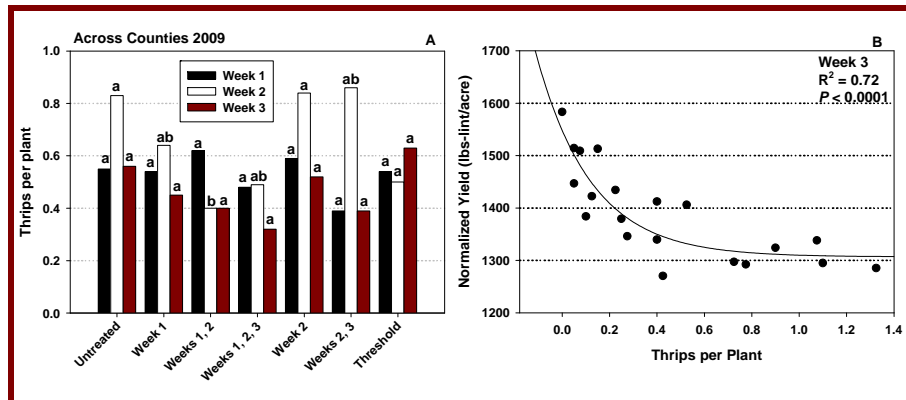 Across Counties 2009
A
Thrips per plant
1.0
0.8
0.6
0.4
0.2
0.0
Week 1
Week 2
Week 3
a a a
a ab a
a b a
a ab a
a a a
a ab a
a a a
Untreated
Week 1
Weeks 1, 2
Weeks 1, 2, 3
Week 2
Weeks 2, 3
Threshold
B
Week 3
R² = 0.72
P < 0.0001
Normalized Yield (lbs-lint/acre)
1700
1600
1500
1400
1300
1200
0.0 0.2 0.4 0.6 0.8 1.0 1.2 1.4
Thrips per Plant